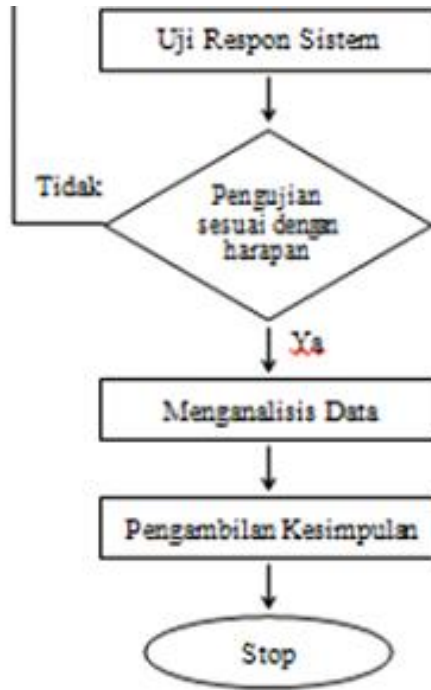 Uji Respon Sistem
Tidak
Pengujian
sesuai dengan
harapan
Ya
Menganalisis Data
Pengambilan Kesimpulan
Stop